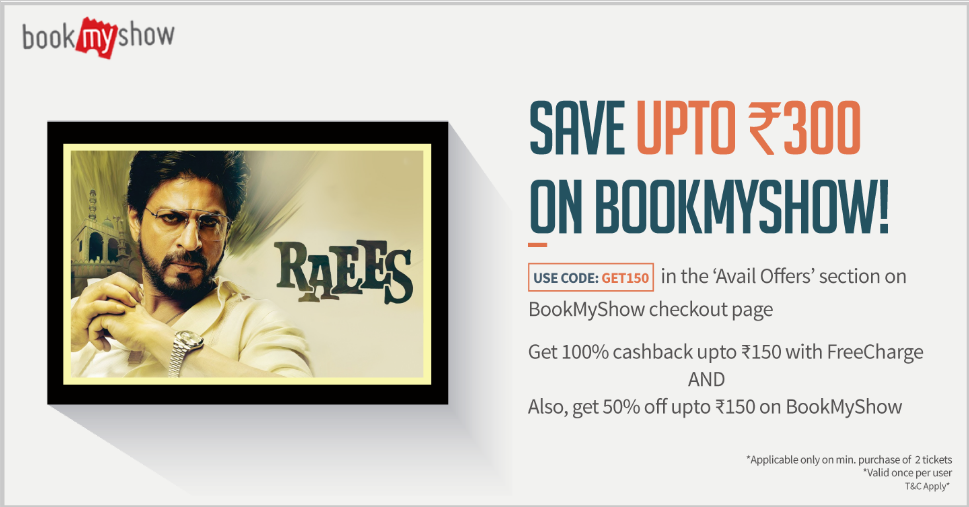 bookmyshow
RAEES
SAVE UPTO ₹300
ON BOOKMYSHOW!
USE CODE: GET150 in the ‘Avail Offers’ section on
BookMyShow checkout page
Get 100% cashback upto ₹150 with FreeCharge
AND
Also, get 50% off upto ₹150 on BookMyShow
*Applicable only on min. purchase of 2 tickets
*Valid once per user
T&C Apply*